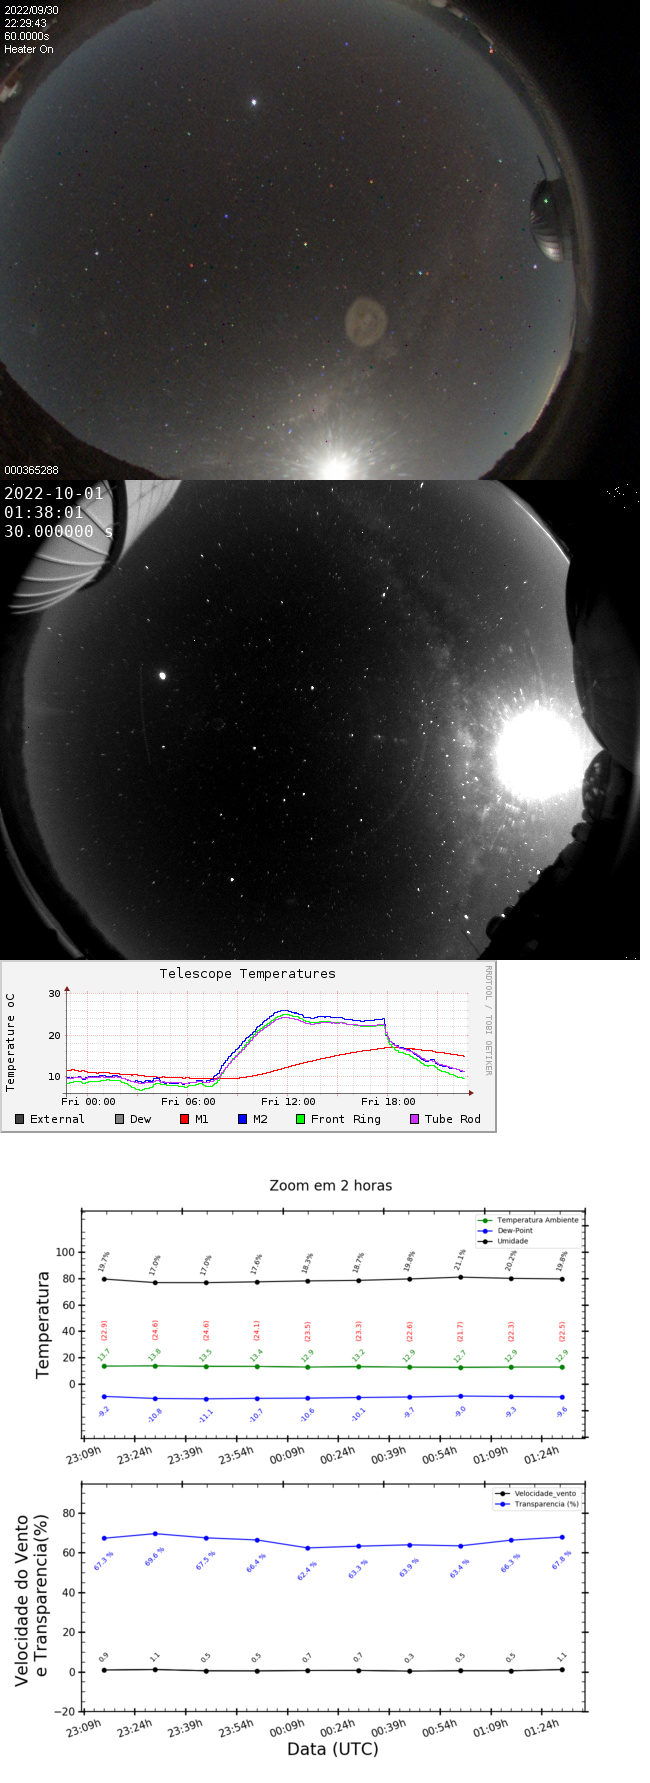 2022/09/30
22:29:43
60.0000s
Heater On
000365288
2022-10-01
01:38:01
30.000000 s
Telescope Temperatures
RRDTOOL / TOBI OETIKER
Temperature oC
30
20
10
Fri 00:00 Fri 06:00 Fri 12:00 Fri 18:00
External Dew M1 M2 Front Ring Tube Rod
Zoom em 2 horas
Temperatura Ambiente
Dew-Point
Umidade
Temperatura
100
80
60
40
20
0
19.7% 17.0% 17.0% 17.6% 18.3% 18.7% 19.8% 21.1% 20.2% 19.8%
(22.9) (24.6) (24.6) (24.1) (23.5) (23.3) (22.6) (21.7) (22.3) (22.5)
13.7 13.8 13.5 13.4 12.9 13.2 12.9 12.7 12.9 12.9
-9.2 -10.8 -11.1 -10.7 -10.6 -10.1 -9.7 -9.0 -9.3 -9.6
23:09h 23:24h 23:39h 23:54h 00:09h 00:24h 00:39h 00:54h 01:09h 01:24h
Velocidade_vento
Transparencia (%)
Velocidade do Vento
e Transparencia(%)
80
60
40
20
0
−20
67.3 % 69.6 % 67.5 % 66.4 % 62.4 % 63.3 % 63.9 % 63.4 % 66.3 % 67.8 %
0.9 1.1 0.5 0.5 0.7 0.7 0.3 0.5 0.5 1.1
23:09h 23:24h 23:39h 23:54h 00:09h 00:24h 00:39h 00:54h 01:09h 01:24h
Data (UTC)